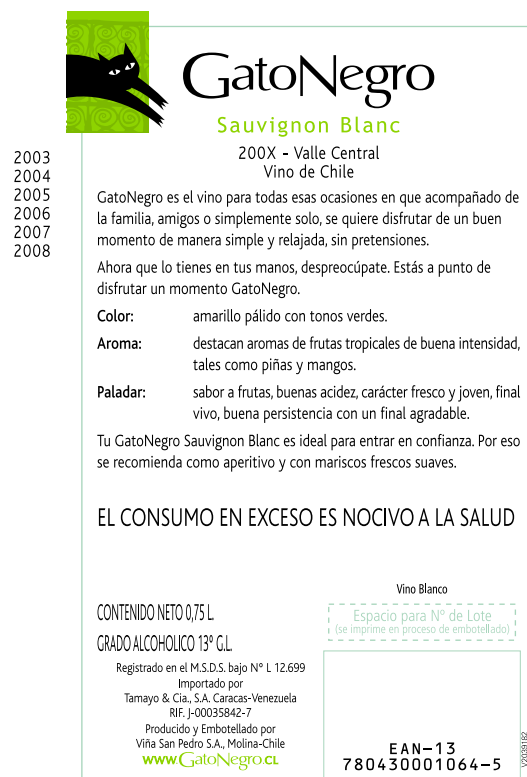 GatoNegro
Sauvignon Blanc
200X - Valle Central
Vino de Chile
2003
2004
2005
2006
2007
2008
GatoNegro es el vino para todas esas ocasiones en que acompañado de
la familia, amigos o simplemente solo, se quiere disfrutar de un buen
momento de manera simple y relajada, sin pretensiones.
Ahora que lo tienes en tus manos, despreocúpate. Estás a punto de
disfrutar un momento GatoNegro.
Color: amarillo pálido con tonos verdes.
Aroma: destacan aromas de frutas tropicales de buena intensidad,
tales como piñas y mangos.
Paladar: sabor a frutas, buenas acidez, carácter fresco y joven, final
vivo, buena persistencia con un final agradable.
Tu GatoNegro Sauvignon Blanc es ideal para entrar en confianza. Por eso
se recomienda como aperitivo y con mariscos frescos suaves.
EL CONSUMO EN EXCESO ES NOCIVO A LA SALUD
CONTENIDO NETO 0,75 L.
GRADO ALCOHOLICO 13º G.L.
Registrado en el M.S.D.S. bajo Nº L 12.699
Importado por
Tamayo & Cia., S.A. Caracas-Venezuela
RIF. J-00035842-7
Producido y Embotellado por
Viña San Pedro S.A., Molina-Chile
www.GatoNegro.CL
Vino Blanco
Espacio para Nº de Lote
(se imprime en proceso de embotellado)
EAN-13
780430001064-5
V2039182